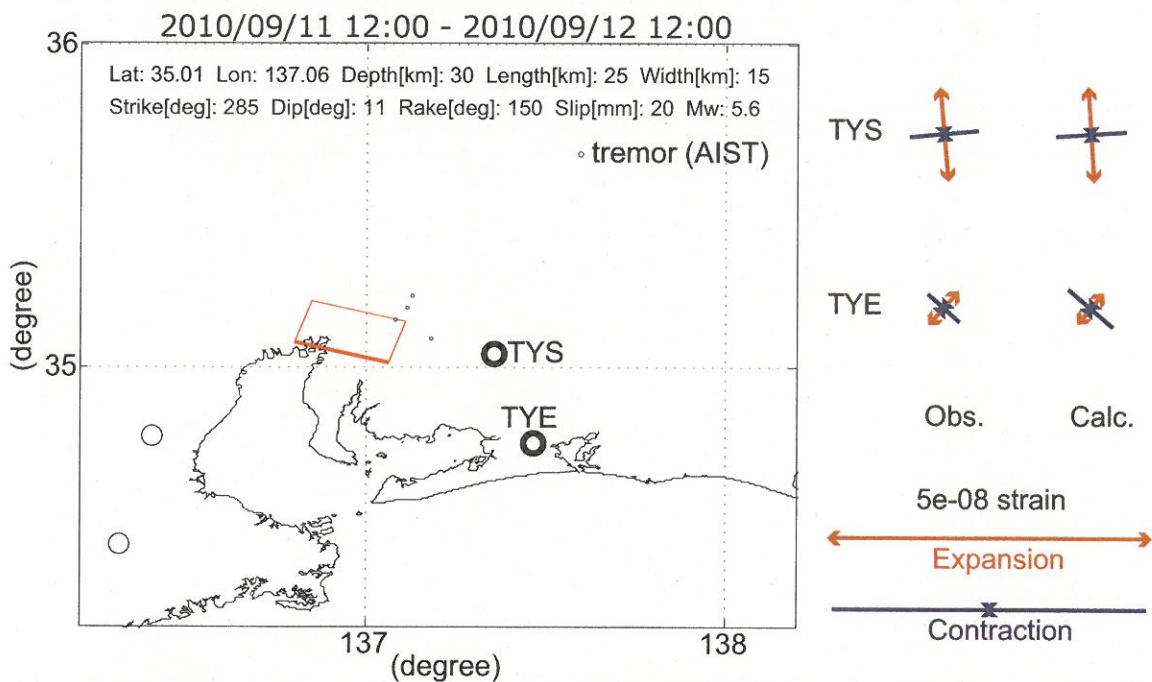 2010/09/11 12:00 - 2010/09/12 12:00
36
Lat: 35.01 Lon: 137.06 Depth[km]: 30 Length[km]: 25 Width[km]: 15
Strike[deg]: 285 Dip[deg]: 11 Rake[deg]: 150 Slip[mm]: 20 Mw: 5.6
tremor (AIST)
TYS
TYE
(degree)
35
TYS
TYE
Obs. Calc.
5e-08 strain
Expansion
Contraction
137 138
(degree)